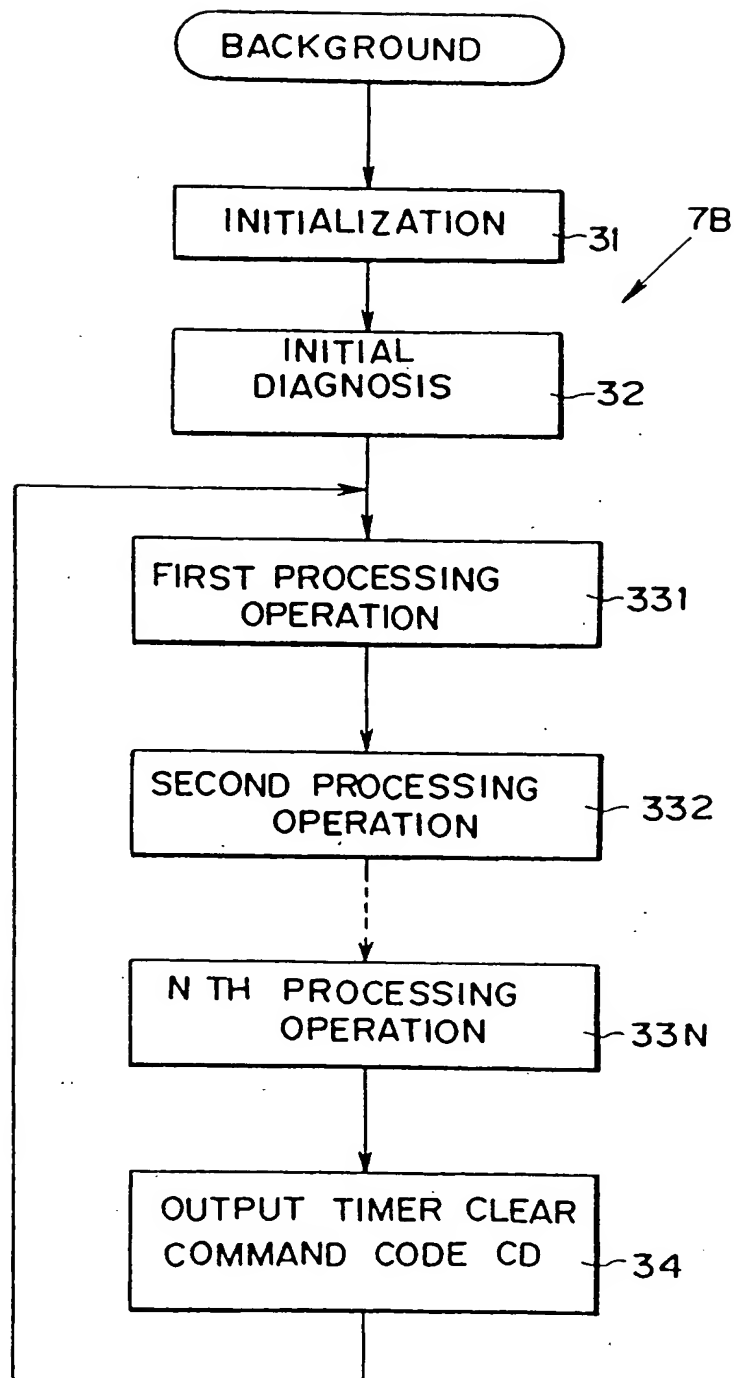 BACKGROUND
INITIALIZATION
31
7B
INITIAL
DIAGNOSIS
32
FIRST PROCESSING
OPERATION
331
SECOND PROCESSING
OPERATION
332
N TH PROCESSING
OPERATION
33N
OUTPUT TIMER CLEAR
COMMAND CODE CD
34